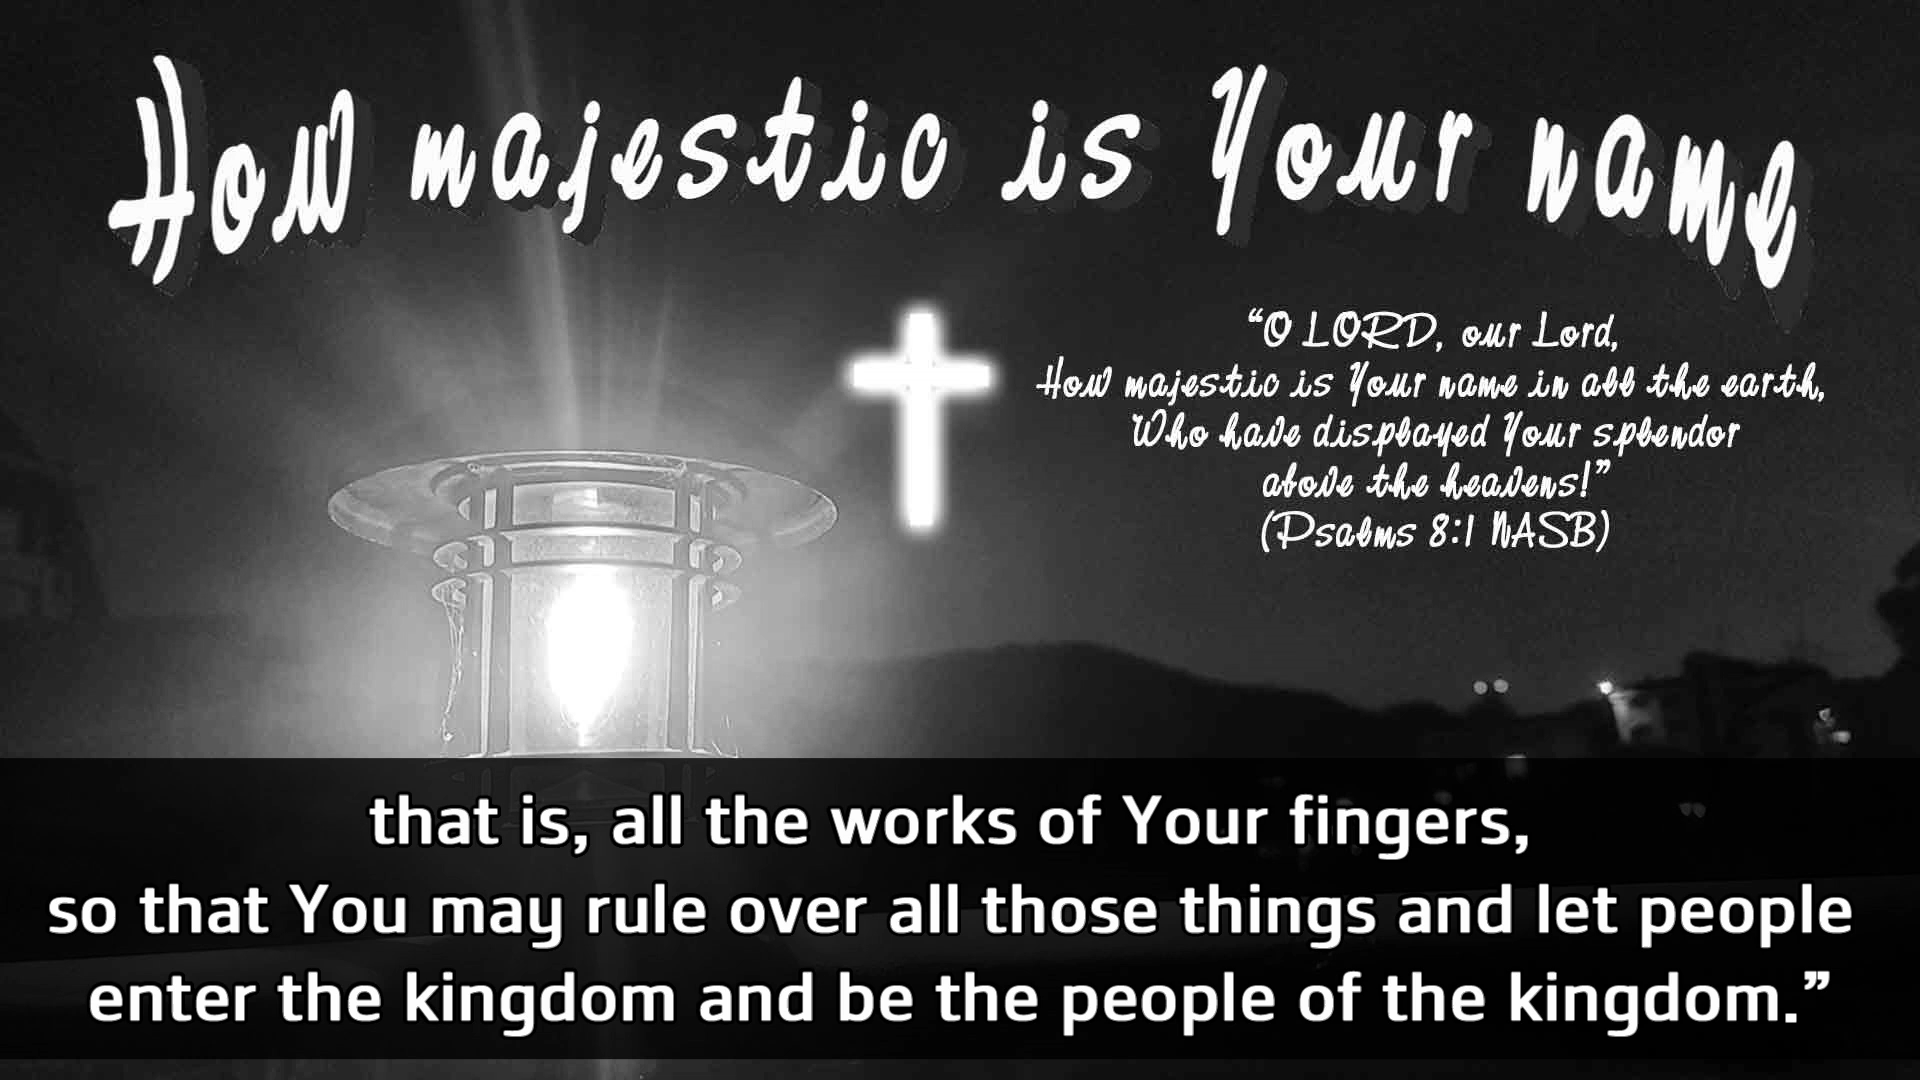 How majestic is Your name
“O LORD, our Lord,
How majestic is Your name in all the earth,
Who have displayed Your splendor
above the heavens!”
(Psalms 8:1 NASB)
that is, all the works of Your fingers,
so that You may rule over all those things and let people
enter the kingdom and be the people of the kingdom.”